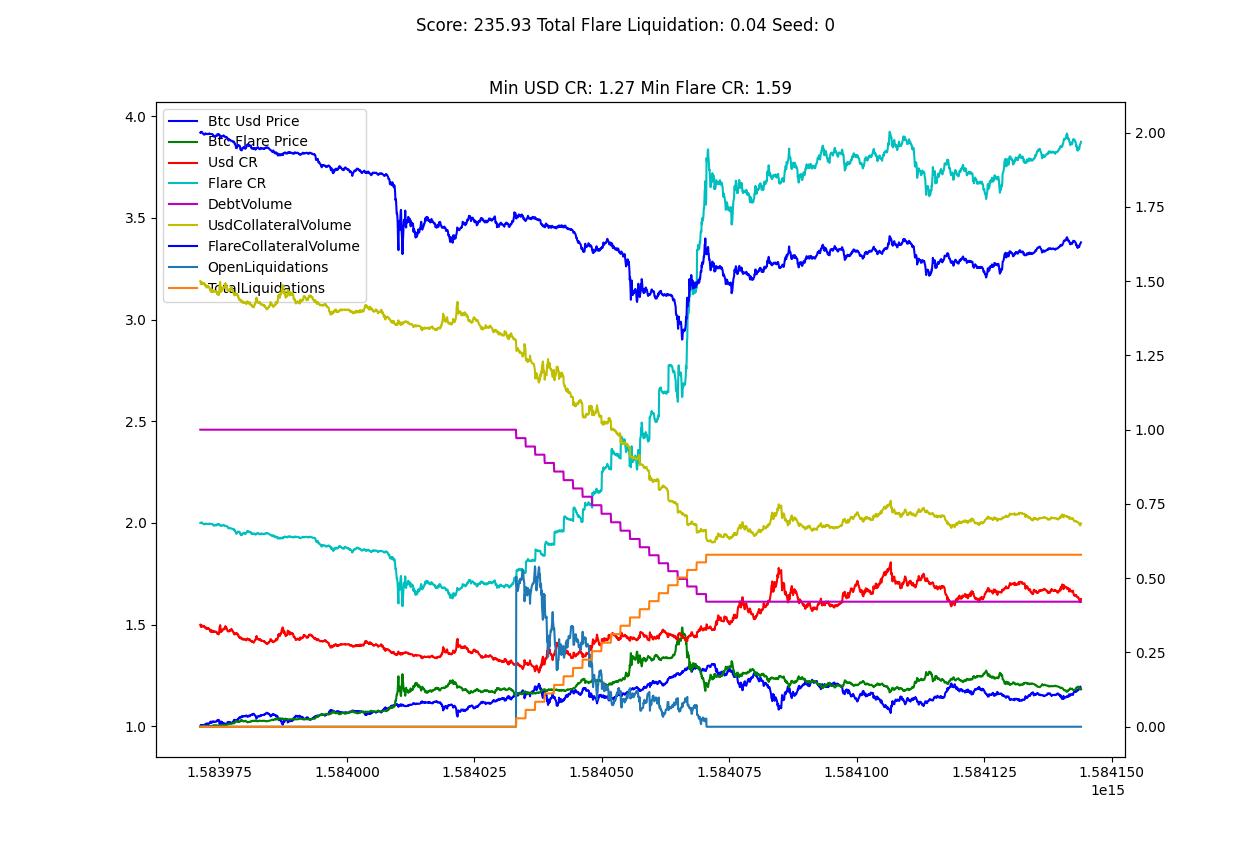 Score: 235.93 Total Flare Liquidation: 0.04 Seed: 0
Min USD CR: 1.27 Min Flare CR: 1.59
Btc Usd Price
Btc Flare Price
Usd CR
Flare CR
DebtVolume
UsdCollateralVolume
FlareCollateralVolume
OpenLiquidations
TotalLiquidations
4.0
3.5
3.0
2.5
2.0
1.5
1.0
2.00
1.75
1.50
1.25
1.00
0.75
0.50
0.25
0.00
1.583975 1.584000 1.584025 1.584050 1.584075 1.584100 1.584125 1.584150
1e15